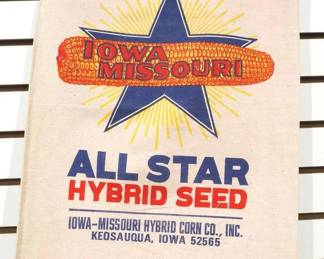 IOWA
MISSOURI
ALL STAR
HYBRID SEED
IOWA-MISSOURI HYBRID CORN CO., INC.
KEOSAUQUA, IOWA 52565